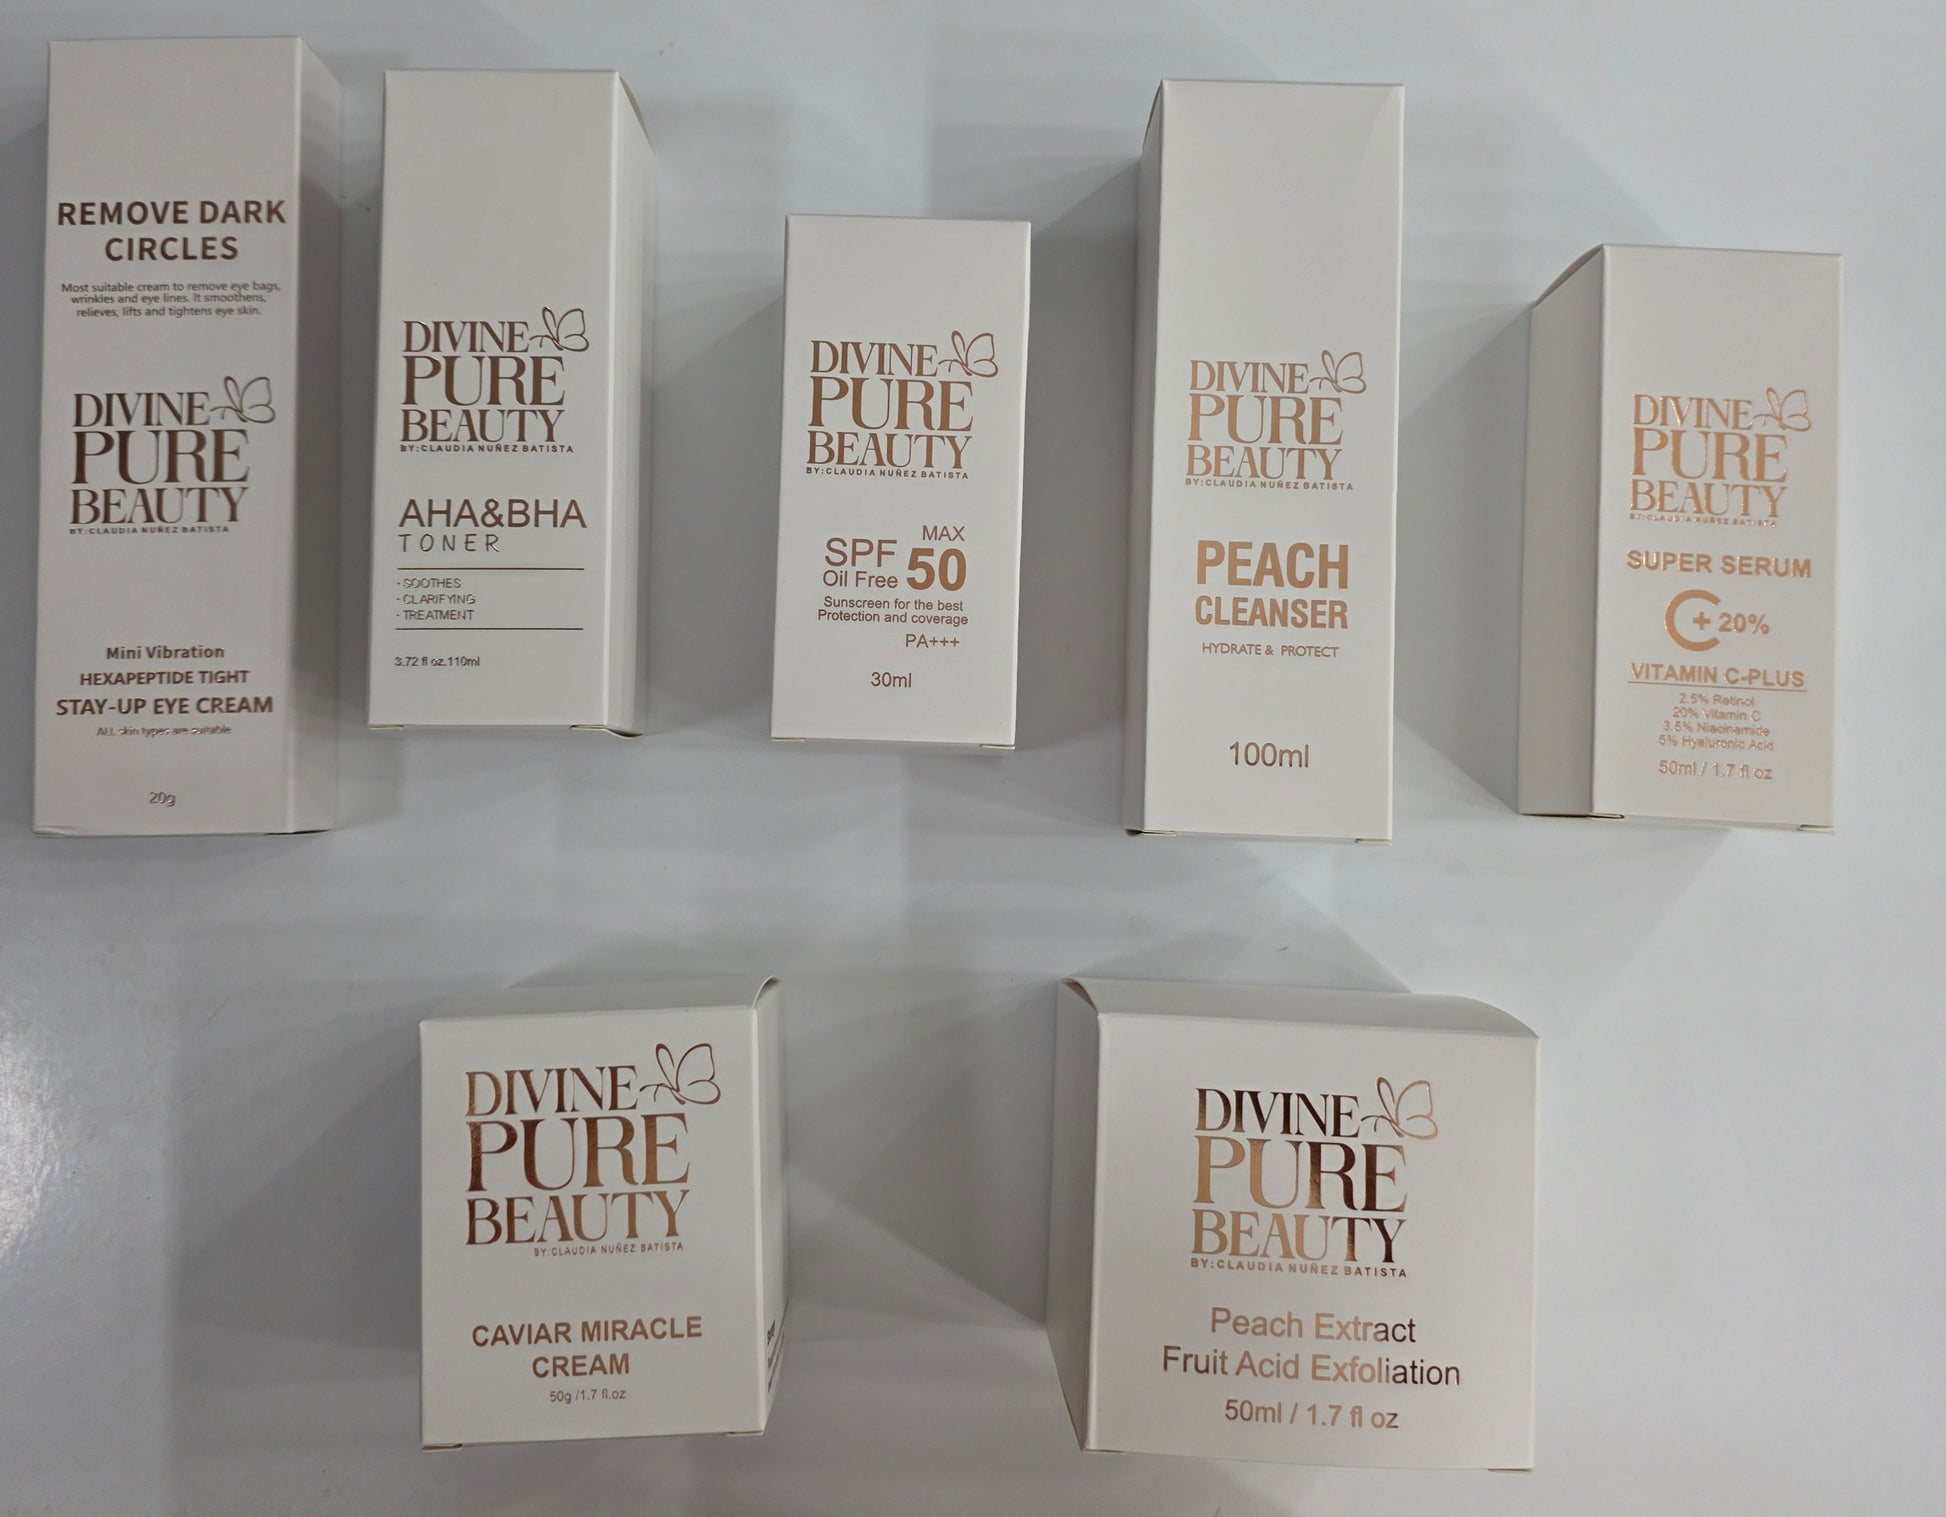 REMOVE DARK
CIRCLES
Most suitable cream to remove eye bags,
wrinkles and eye lines. It smoothens,
relieves, lifts and tightens eye skin.
DIVINE
PURE
BEAUTY
BY:CLAUDIA NUÑEZ BATISTA
Mini Vibration
HEXAPEPTIDE TIGHT
STAY-UP EYE CREAM
ALL skin types are suitable
20g
DIVINE
PURE
BEAUTY
BY:CLAUDIA NUÑEZ BATISTA
AHA&BHA
TONER
· SOOTHES
· CLARIFYING
· TREATMENT
3.72 fl oz.110ml
DIVINE
PURE
BEAUTY
BY:CLAUDIA NUÑEZ BATISTA
MAX
SPF 50
Oil Free
Sunscreen for the best
Protection and coverage
PA+++
30ml
DIVINE
PURE
BEAUTY
BY:CLAUDIA NUÑEZ BATISTA
PEACH
CLEANSER
HYDRATE & PROTECT
100ml
DIVINE
PURE
BEAUTY
BY:CLAUDIA NUÑEZ BATISTA
SUPER SERUM
C+20%
VITAMIN C-PLUS
2.5% Retinol
20% Vitamin C
3.5% Niacinamide
5% Hyaluronic Acid
50ml / 1.7 fl oz
DIVINE
PURE
BEAUTY
BY:CLAUDIA NUÑEZ BATISTA
CAVIAR MIRACLE
CREAM
50g /1.7 fl.oz
DIVINE
PURE
BEAUTY
BY:CLAUDIA NUÑEZ BATISTA
Peach Extract
Fruit Acid Exfoliation
50ml / 1.7 fl oz